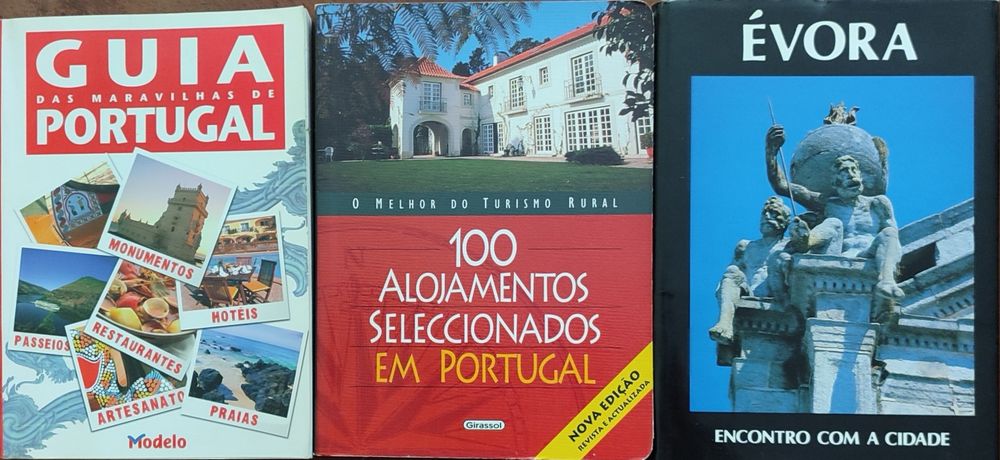 GUIA
DAS MARAVILHAS DE
PORTUGAL
MONUMENTOS
HOTÉIS
PASSEIOS
RESTAURANTES
ARTESANATO
PRAIAS
Modelo
O MELHOR DO TURISMO RURAL
100
ALOJAMENTOS
SELECCIONADOS
EM PORTUGAL
NOVA EDIÇÃO
REVISTA E ACTUALIZADA
Girassol
ÉVORA
ENCONTRO COM A CIDADE